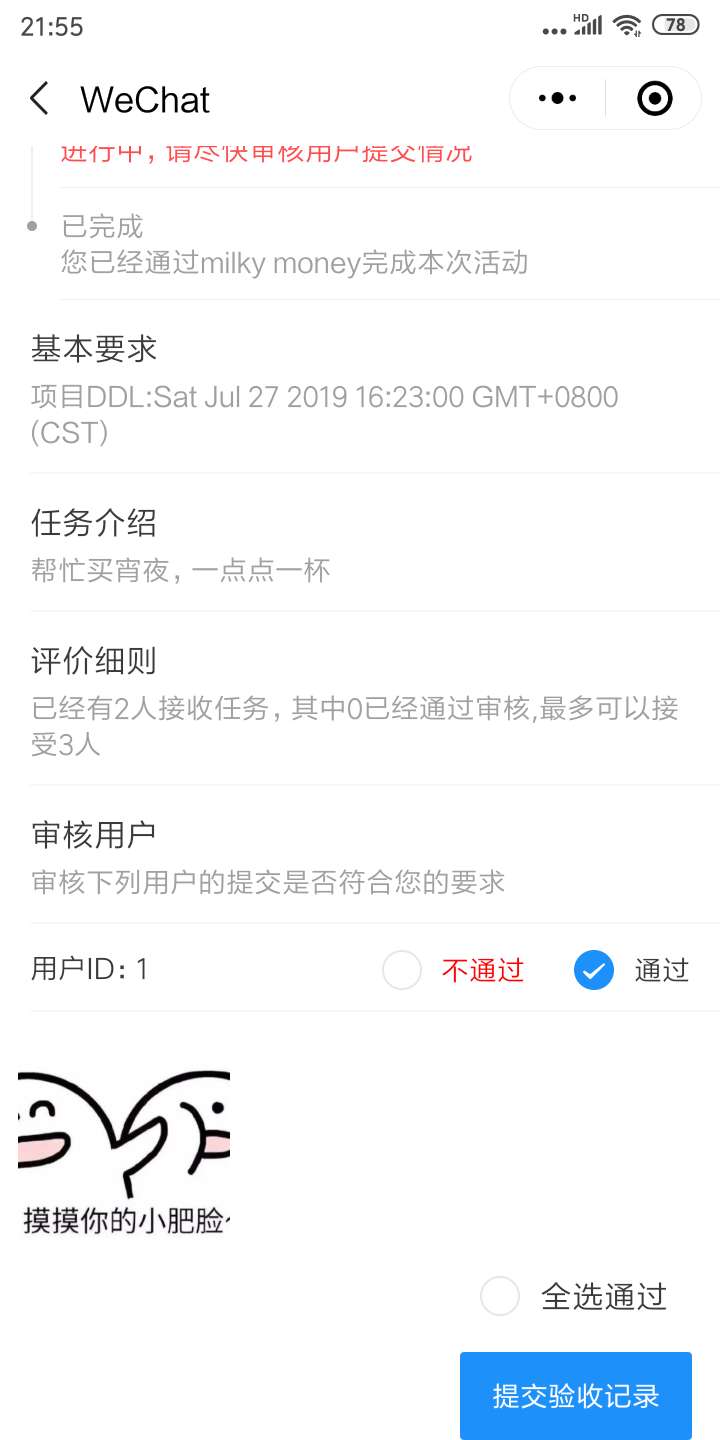 21:55
HD
78
WeChat
进行中，请尽快审核用户提交情况
已完成
您已经通过milky money完成本次活动
基本要求
项目DDL:Sat Jul 27 2019 16:23:00 GMT+0800
(CST)
任务介绍
帮忙买宵夜，一点点一杯
评价细则
已经有2人接收任务，其中0已经通过审核,最多可以接
受3人
审核用户
审核下列用户的提交是否符合您的要求
用户ID：1 不通过 通过
摸摸你的小肥脸~
全选通过
提交验收记录